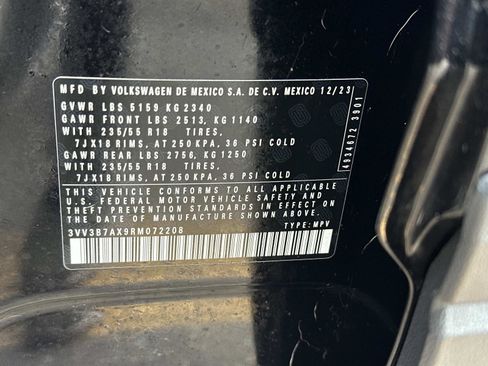 MFD BY VOLKSWAGEN DE MEXICO S.A. DE C.V. MEXICO 12/23
GVWR LBS 5159 KG 2340
GAWR FRONT LBS 2513, KG 1140
WITH 235/55 R18 TIRES,
7JX18 RIMS, AT 250 KPA, 36 PSI COLD
GAWR REAR LBS 2756, KG 1250
WITH 235/55 R18 TIRES,
7JX18 RIMS, AT 250 KPA, 36 PSI COLD
THIS VEHICLE CONFORMS TO ALL APPLICABLE
U.S. FEDERAL MOTOR VEHICLE SAFETY AND
THEFT PREVENTION STANDARDS IN EFFECT ON
THE DATE OF MANUFACTURE SHOWN ABOVE
3VV3B7AX9RM072208 TYPE: MPV
4934672 3901